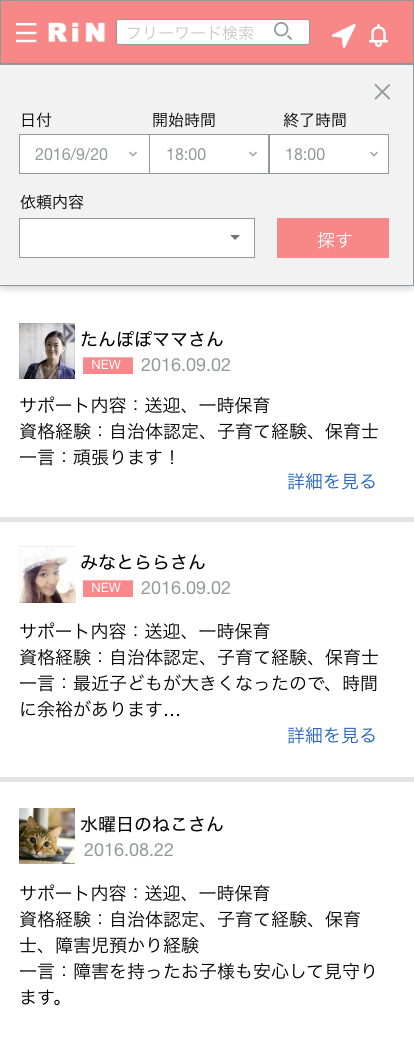 RiN
フリーワード検索
日付 開始時間 終了時間
2016/9/20 18:00 18:00
依頼内容
探す
たんぽぽママさん
NEW 2016.09.02
サポート内容：送迎、一時保育
資格経験：自治体認定、子育て経験、保育士
一言：頑張ります！
詳細を見る
みなとららさん
NEW 2016.09.02
サポート内容：送迎、一時保育
資格経験：自治体認定、子育て経験、保育士
一言：最近子どもが大きくなったので、時間
に余裕があります...
詳細を見る
水曜日のねこさん
2016.08.22
サポート内容：送迎、一時保育
資格経験：自治体認定、子育て経験、保育
士、障害児預かり経験
一言：障害を持ったお子様も安心して見守り
ます。